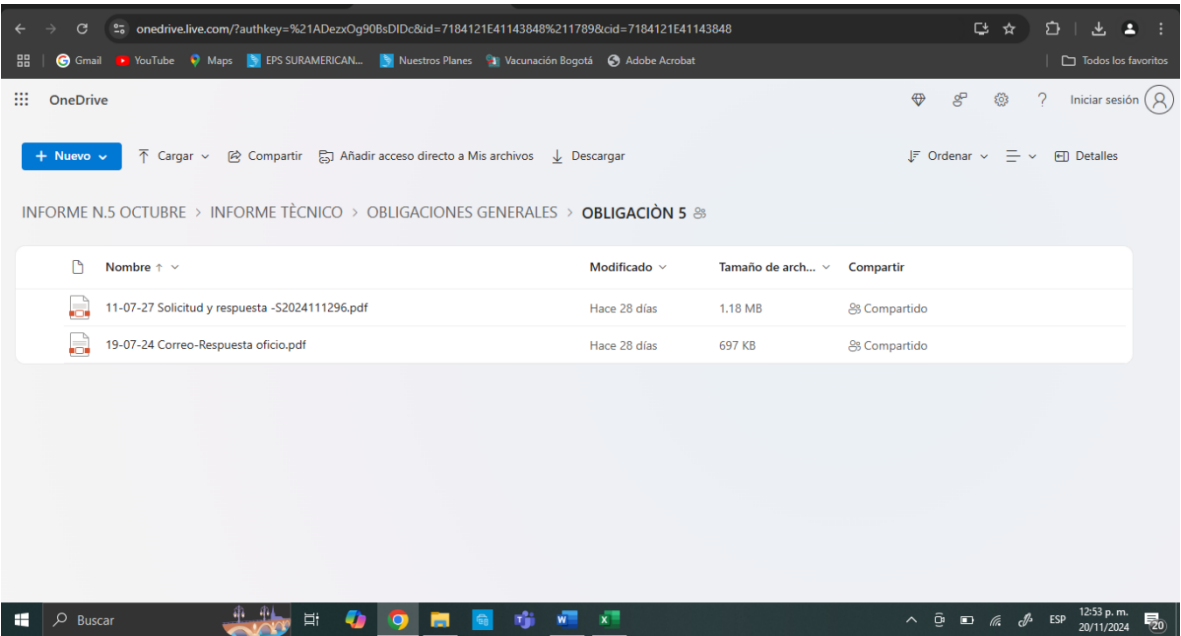 onedrive.live.com/?authkey=%21ADezxOg90BsDIDc&id=7184121E41143848%211789&cid=7184121E41143848
Gmail YouTube Maps EPS SURAMERICAN... Nuestros Planes Vacunación Bogotá Adobe Acrobat Todos los favoritos
OneDrive Iniciar sesión
+ Nuevo Cargar Compartir Añadir acceso directo a Mis archivos Descargar Ordenar Detalles
INFORME N.5 OCTUBRE > INFORME TÈCNICO > OBLIGACIONES GENERALES > OBLIGACIÒN 5
Nombre ↑ Modificado Tamaño de arch... Compartir
11-07-27 Solicitud y respuesta -S2024111296.pdf Hace 28 días 1.18 MB Compartido
19-07-24 Correo-Respuesta oficio.pdf Hace 28 días 697 KB Compartido
Buscar ESP 12:53 p. m.
20/11/2024 20